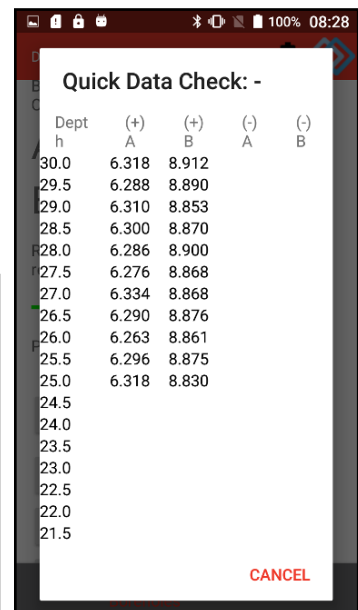 100% 08:28
Quick Data Check: -
Dept
h (+)
A (+)
B (-)
A (-)
B
30.0 6.318 8.912
29.5 6.288 8.890
29.0 6.310 8.853
28.5 6.300 8.870
28.0 6.286 8.900
27.5 6.276 8.868
27.0 6.334 8.868
26.5 6.290 8.876
26.0 6.263 8.861
25.5 6.296 8.875
25.0 6.318 8.830
24.5
24.0
23.5
23.0
22.5
22.0
21.5
CANCEL